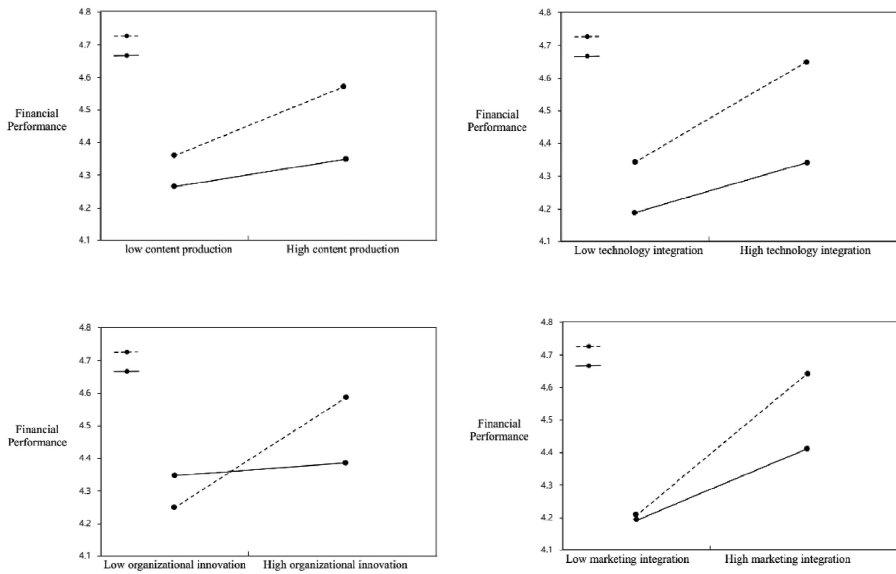 4.8
4.7
4.6
4.5
4.4
4.3
4.2
4.1
Financial
Performance
low content production
High content production
4.8
4.7
4.6
4.5
4.4
4.3
4.2
4.1
Financial
Performance
Low technology integration
High technology integration
4.8
4.7
4.6
4.5
4.4
4.3
4.2
4.1
Financial
Performance
Low organizational innovation
High organizational innovation
4.8
4.7
4.6
4.5
4.4
4.3
4.2
4.1
Financial
Performance
Low marketing integration
High marketing integration